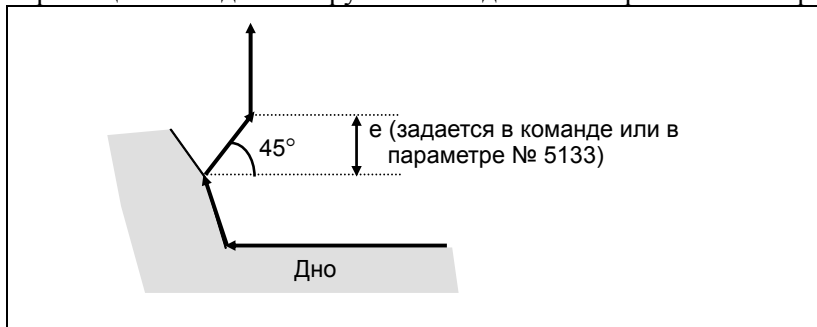 e (задается в команде или в
параметре № 5133)
45°
Дно